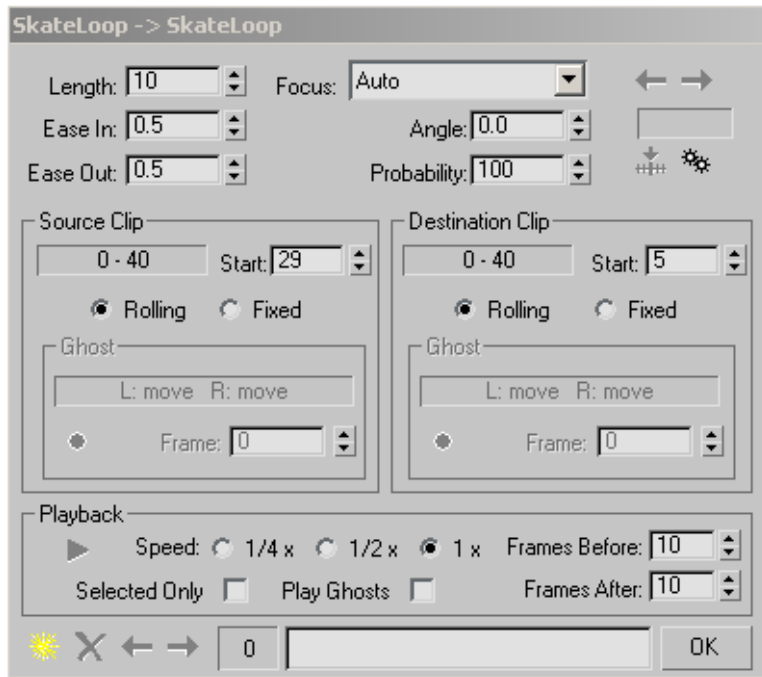 SkateLoop -> SkateLoop
Length: 10 Focus: Auto
Ease In: 0.5 Angle: 0.0
Ease Out: 0.5 Probability: 100
Source Clip
0 - 40 Start: 29
Rolling Fixed
Ghost
L: move R: move
Frame: 0
Destination Clip
0 - 40 Start: 5
Rolling Fixed
Ghost
L: move R: move
Frame: 0
Playback
Speed: 1/4 x 1/2 x 1 x Frames Before: 10
Selected Only Play Ghosts Frames After: 10
0 OK